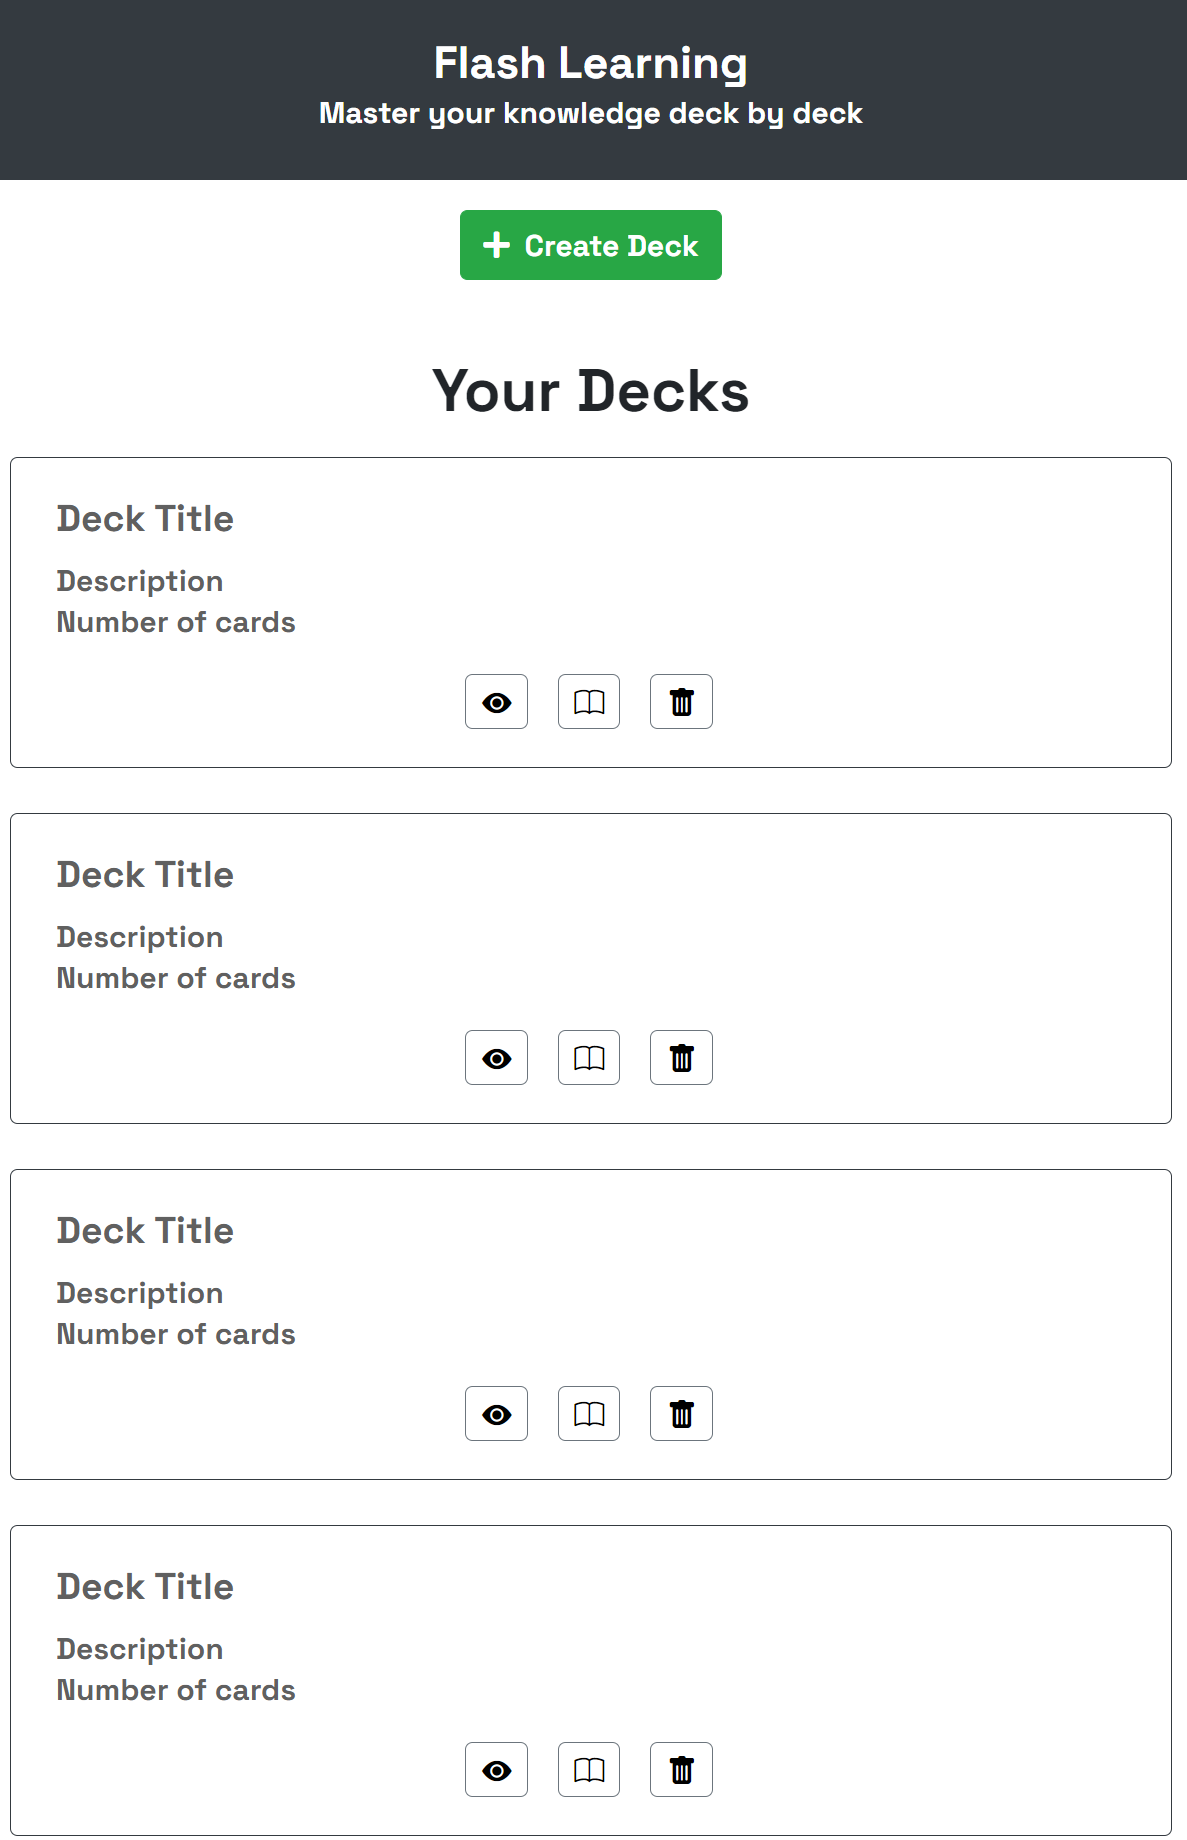 Flash Learning
Master your knowledge deck by deck
Create Deck
Your Decks
Deck Title
Description
Number of cards
Deck Title
Description
Number of cards
Deck Title
Description
Number of cards
Deck Title
Description
Number of cards